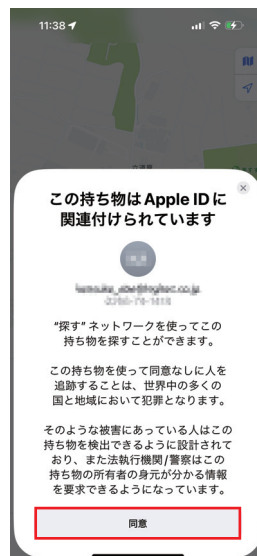 11:38
この持ち物は Apple ID に
関連付けられています
“探す” ネットワークを使ってこの
持ち物を探すことができます。
この持ち物を使って同意なしに人を
追跡することは、世界中の多くの
国と地域において犯罪となります。
そのような被害にあっている人はこの
持ち物を検出できるように設計されて
おり、また法執行機関/警察はこの
持ち物の所有者の身元が分かる情報
を要求できるようになっています。
同意